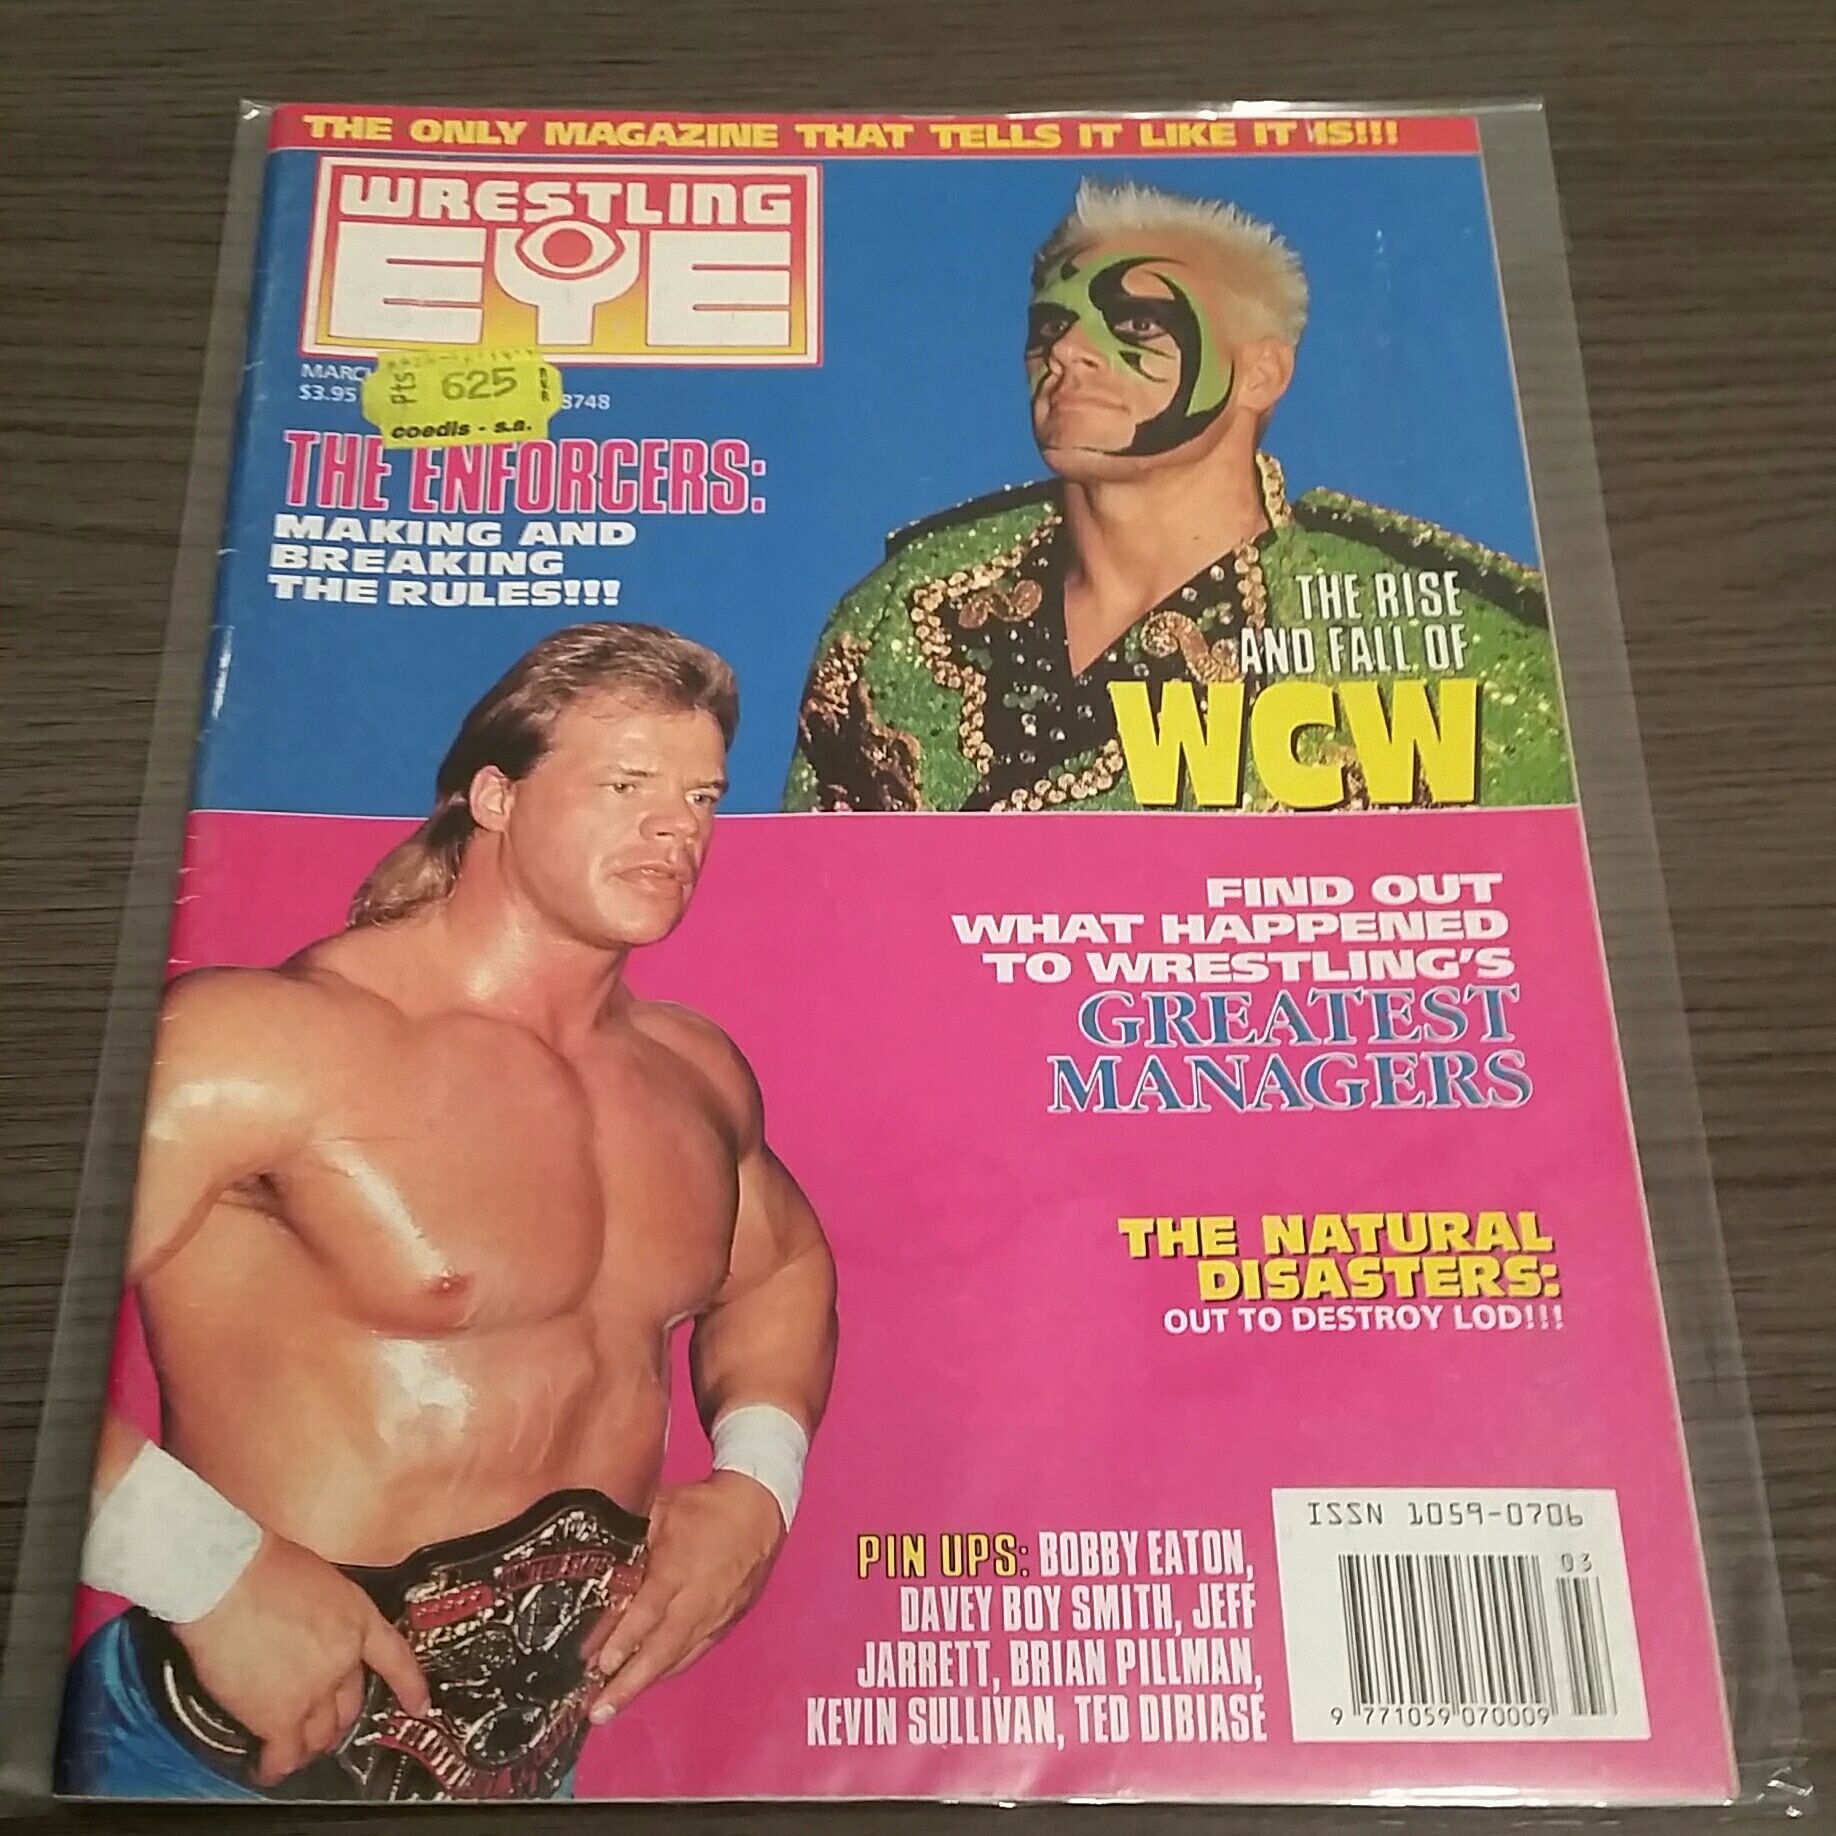 THE ONLY MAGAZINE THAT TELLS IT LIKE IT IS!!!
WRESTLING
EYE
MARCH
$3.95
8748
Pts 625
coedis - s.a.
THE ENFORCERS:
MAKING AND
BREAKING
THE RULES!!!
THE RISE
AND FALL OF
WCW
FIND OUT
WHAT HAPPENED
TO WRESTLING'S
GREATEST
MANAGERS
THE NATURAL
DISASTERS:
OUT TO DESTROY LOD!!!
PIN UPS: BOBBY EATON,
DAVEY BOY SMITH, JEFF
JARRETT, BRIAN PILLMAN,
KEVIN SULLIVAN, TED DIBIASE
ISSN 1059-0706
03
9 771059 070009
UNITED STATES